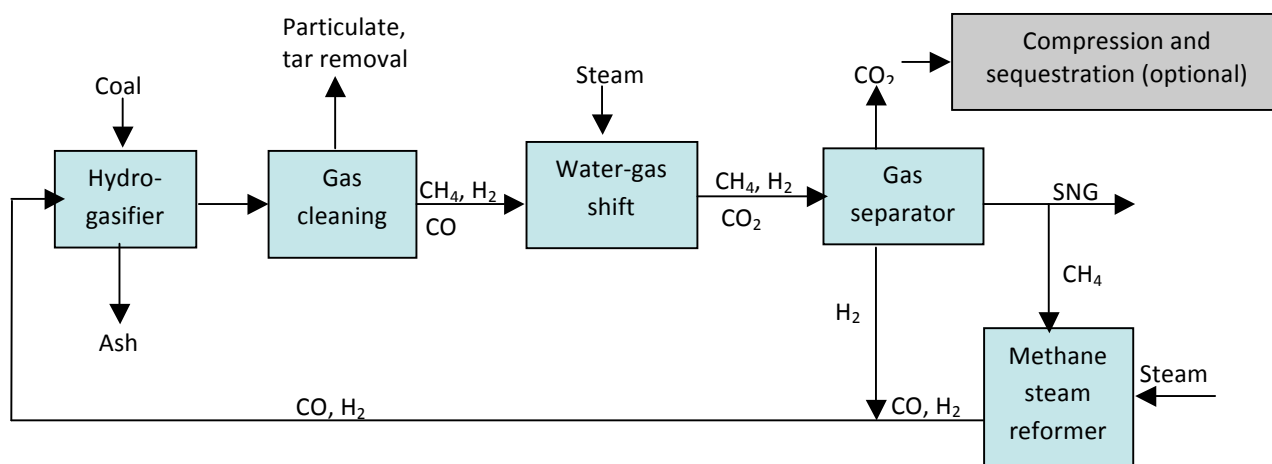 Particulate,
tar removal
Compression and
sequestration (optional)
CO₂
Coal
Steam
Hydro-
gasifier
Gas
cleaning
CH₄, H₂
CO
Water-gas
shift
CH₄, H₂
CO₂
Gas
separator
SNG
CH₄
H₂
Ash
Methane
steam
reformer
Steam
CO, H₂
CO, H₂